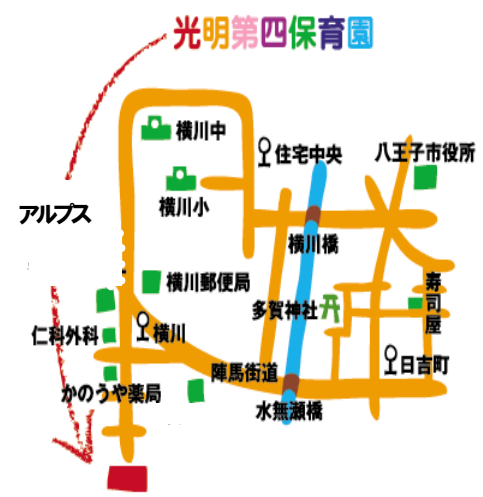 光明第四保育園
横川中
住宅中央
八王子市役所
横川小
アルプス
横川橋
横川郵便局
多賀神社
寿司屋
仁科外科
横川
日吉町
陣馬街道
かのうや薬局
水無瀬橋